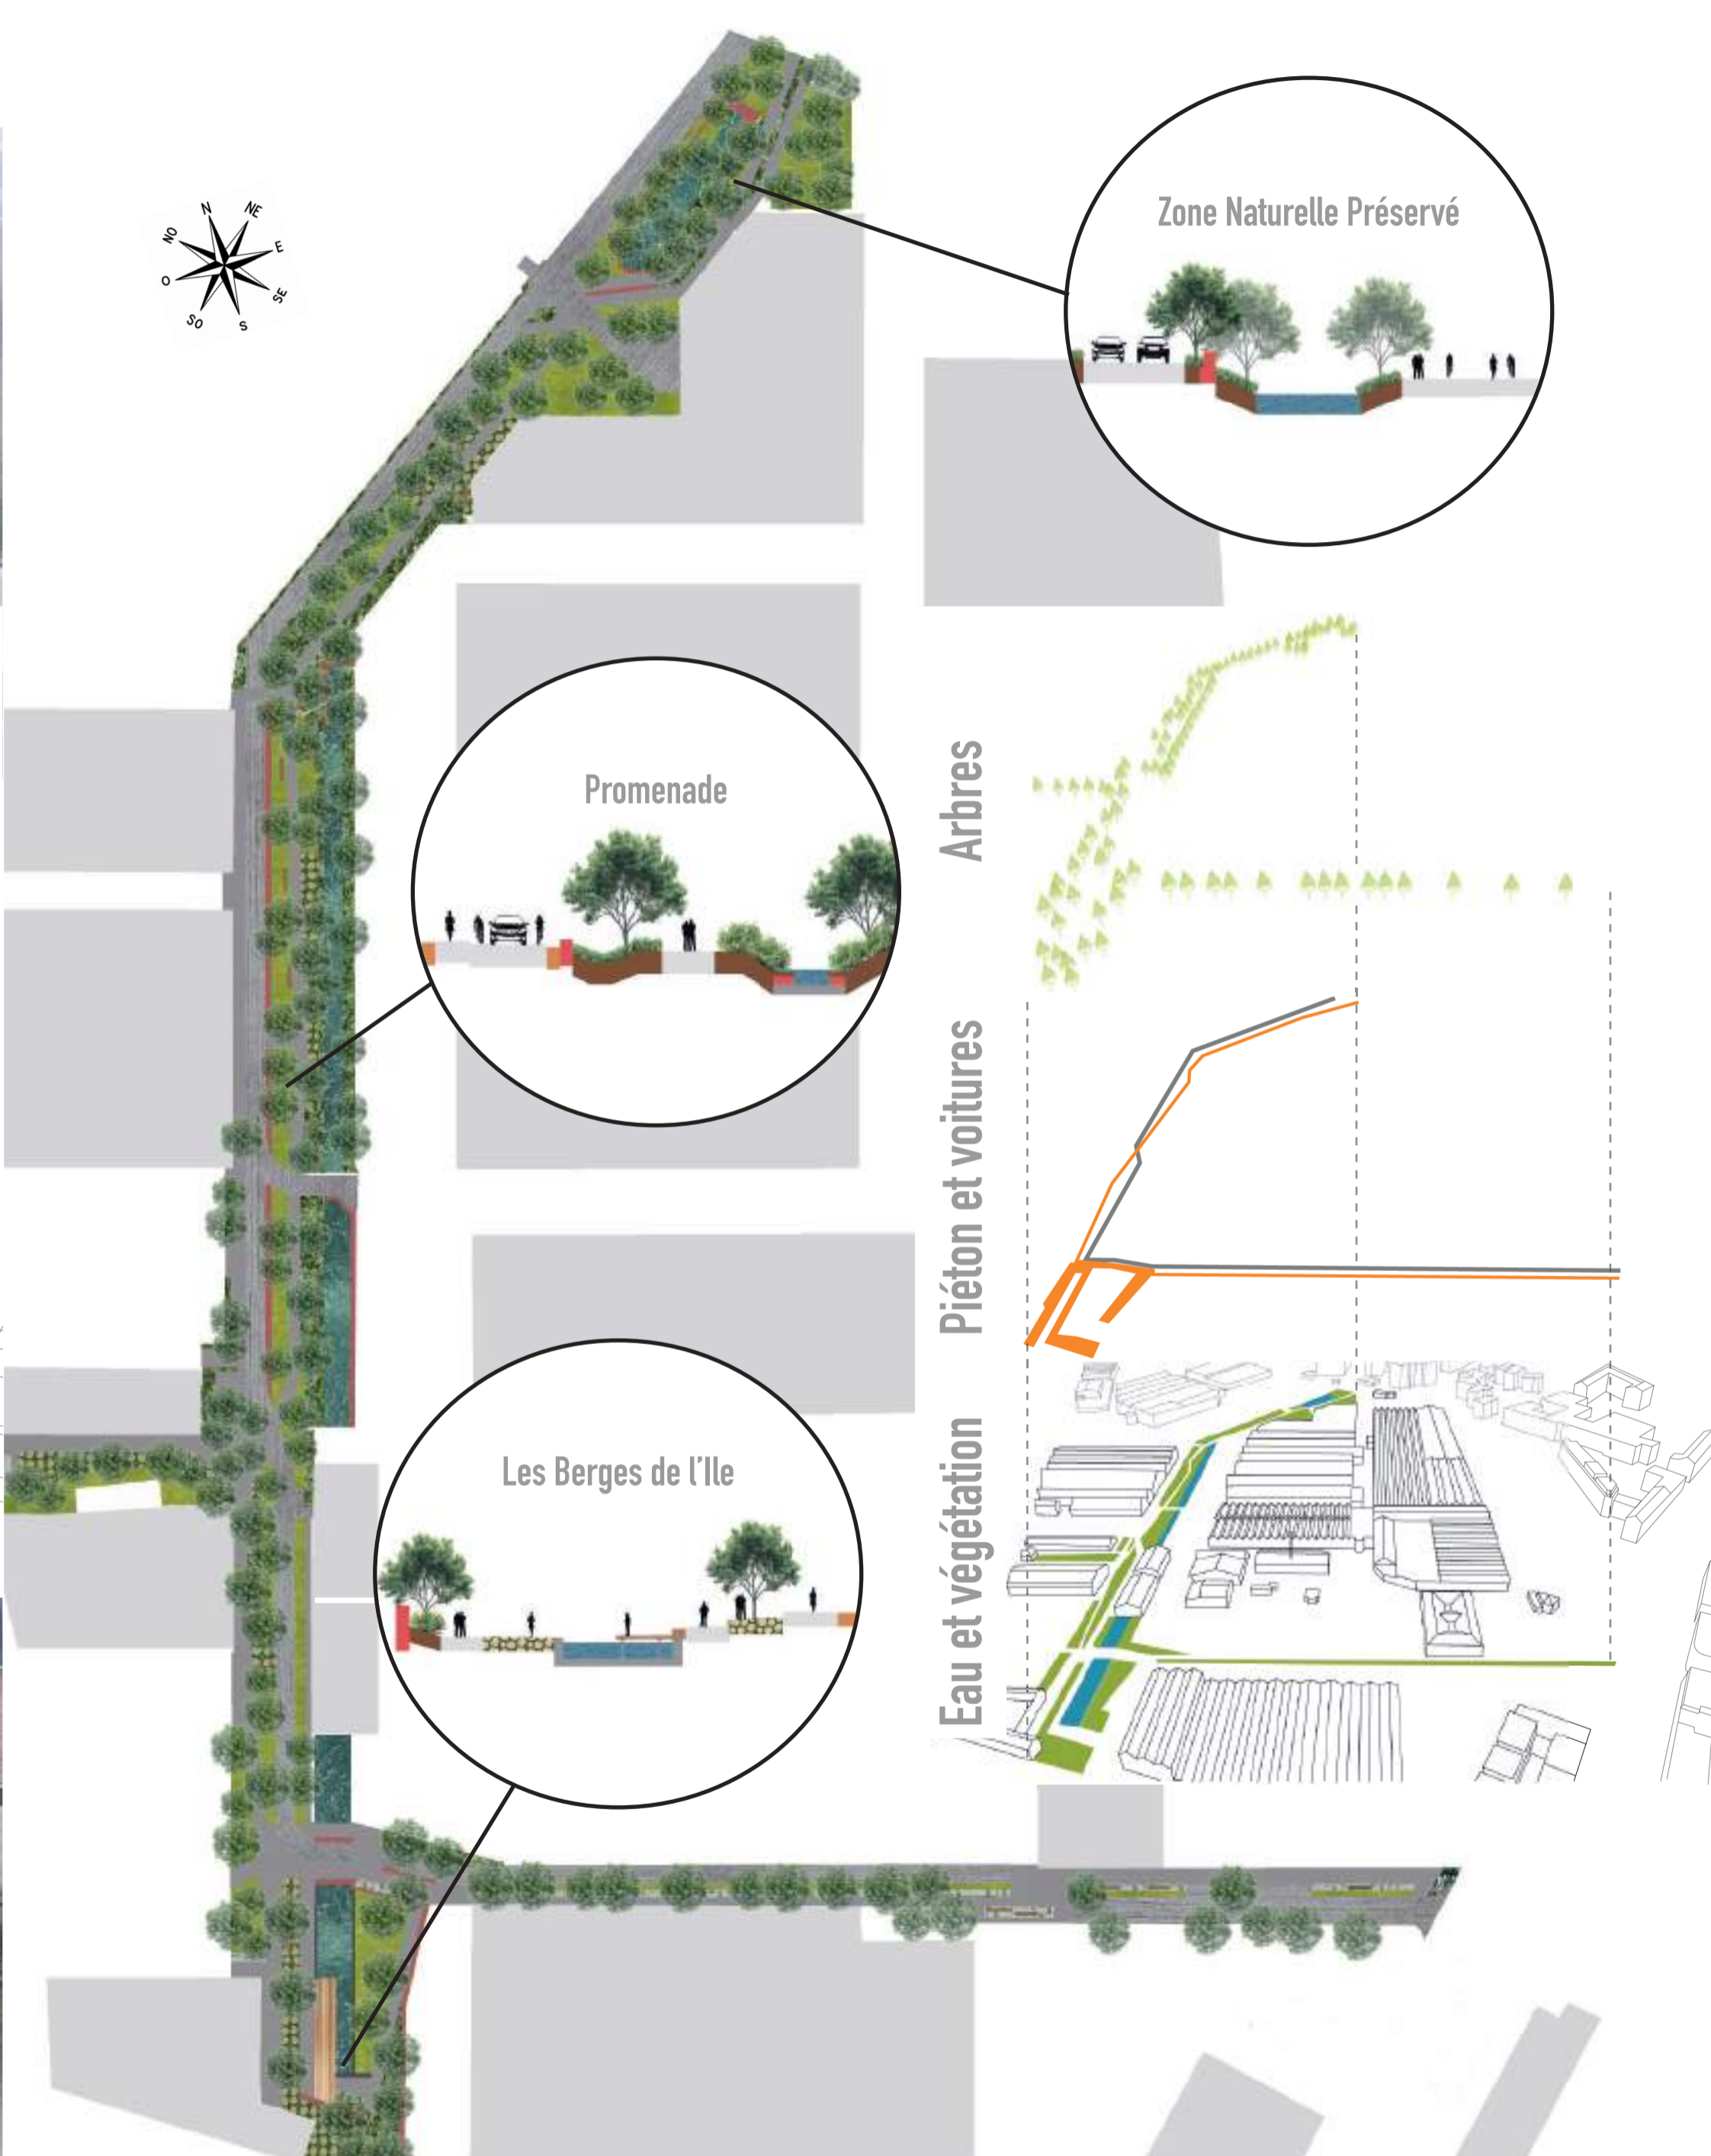 N
NE
E
SE
S
SO
O
NO
Zone Naturelle Préservé
Promenade
Les Berges de l'Ile
Arbres
Piéton et voitures
Eau et végétation